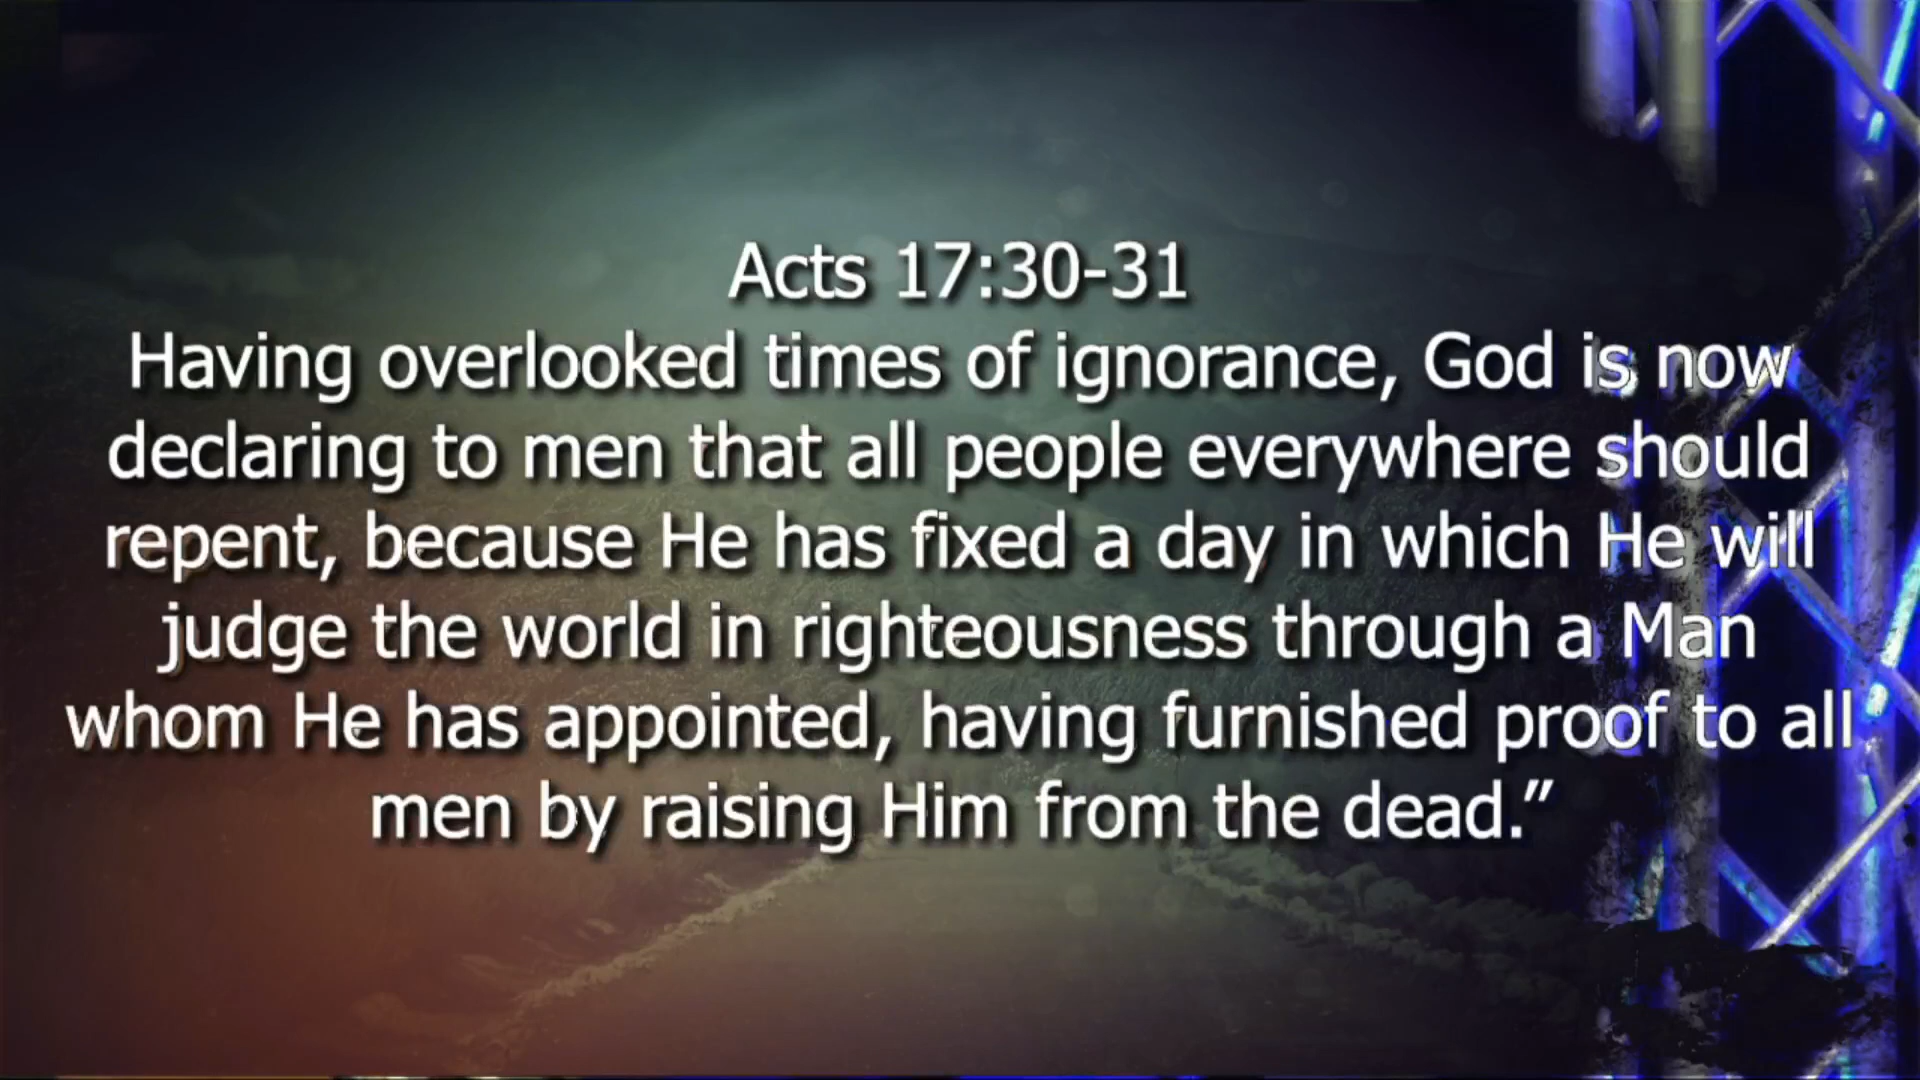 Acts 17:30-31
Having overlooked times of ignorance, God is now
declaring to men that all people everywhere should
repent, because He has fixed a day in which He will
judge the world in righteousness through a Man
whom He has appointed, having furnished proof to all
men by raising Him from the dead.”